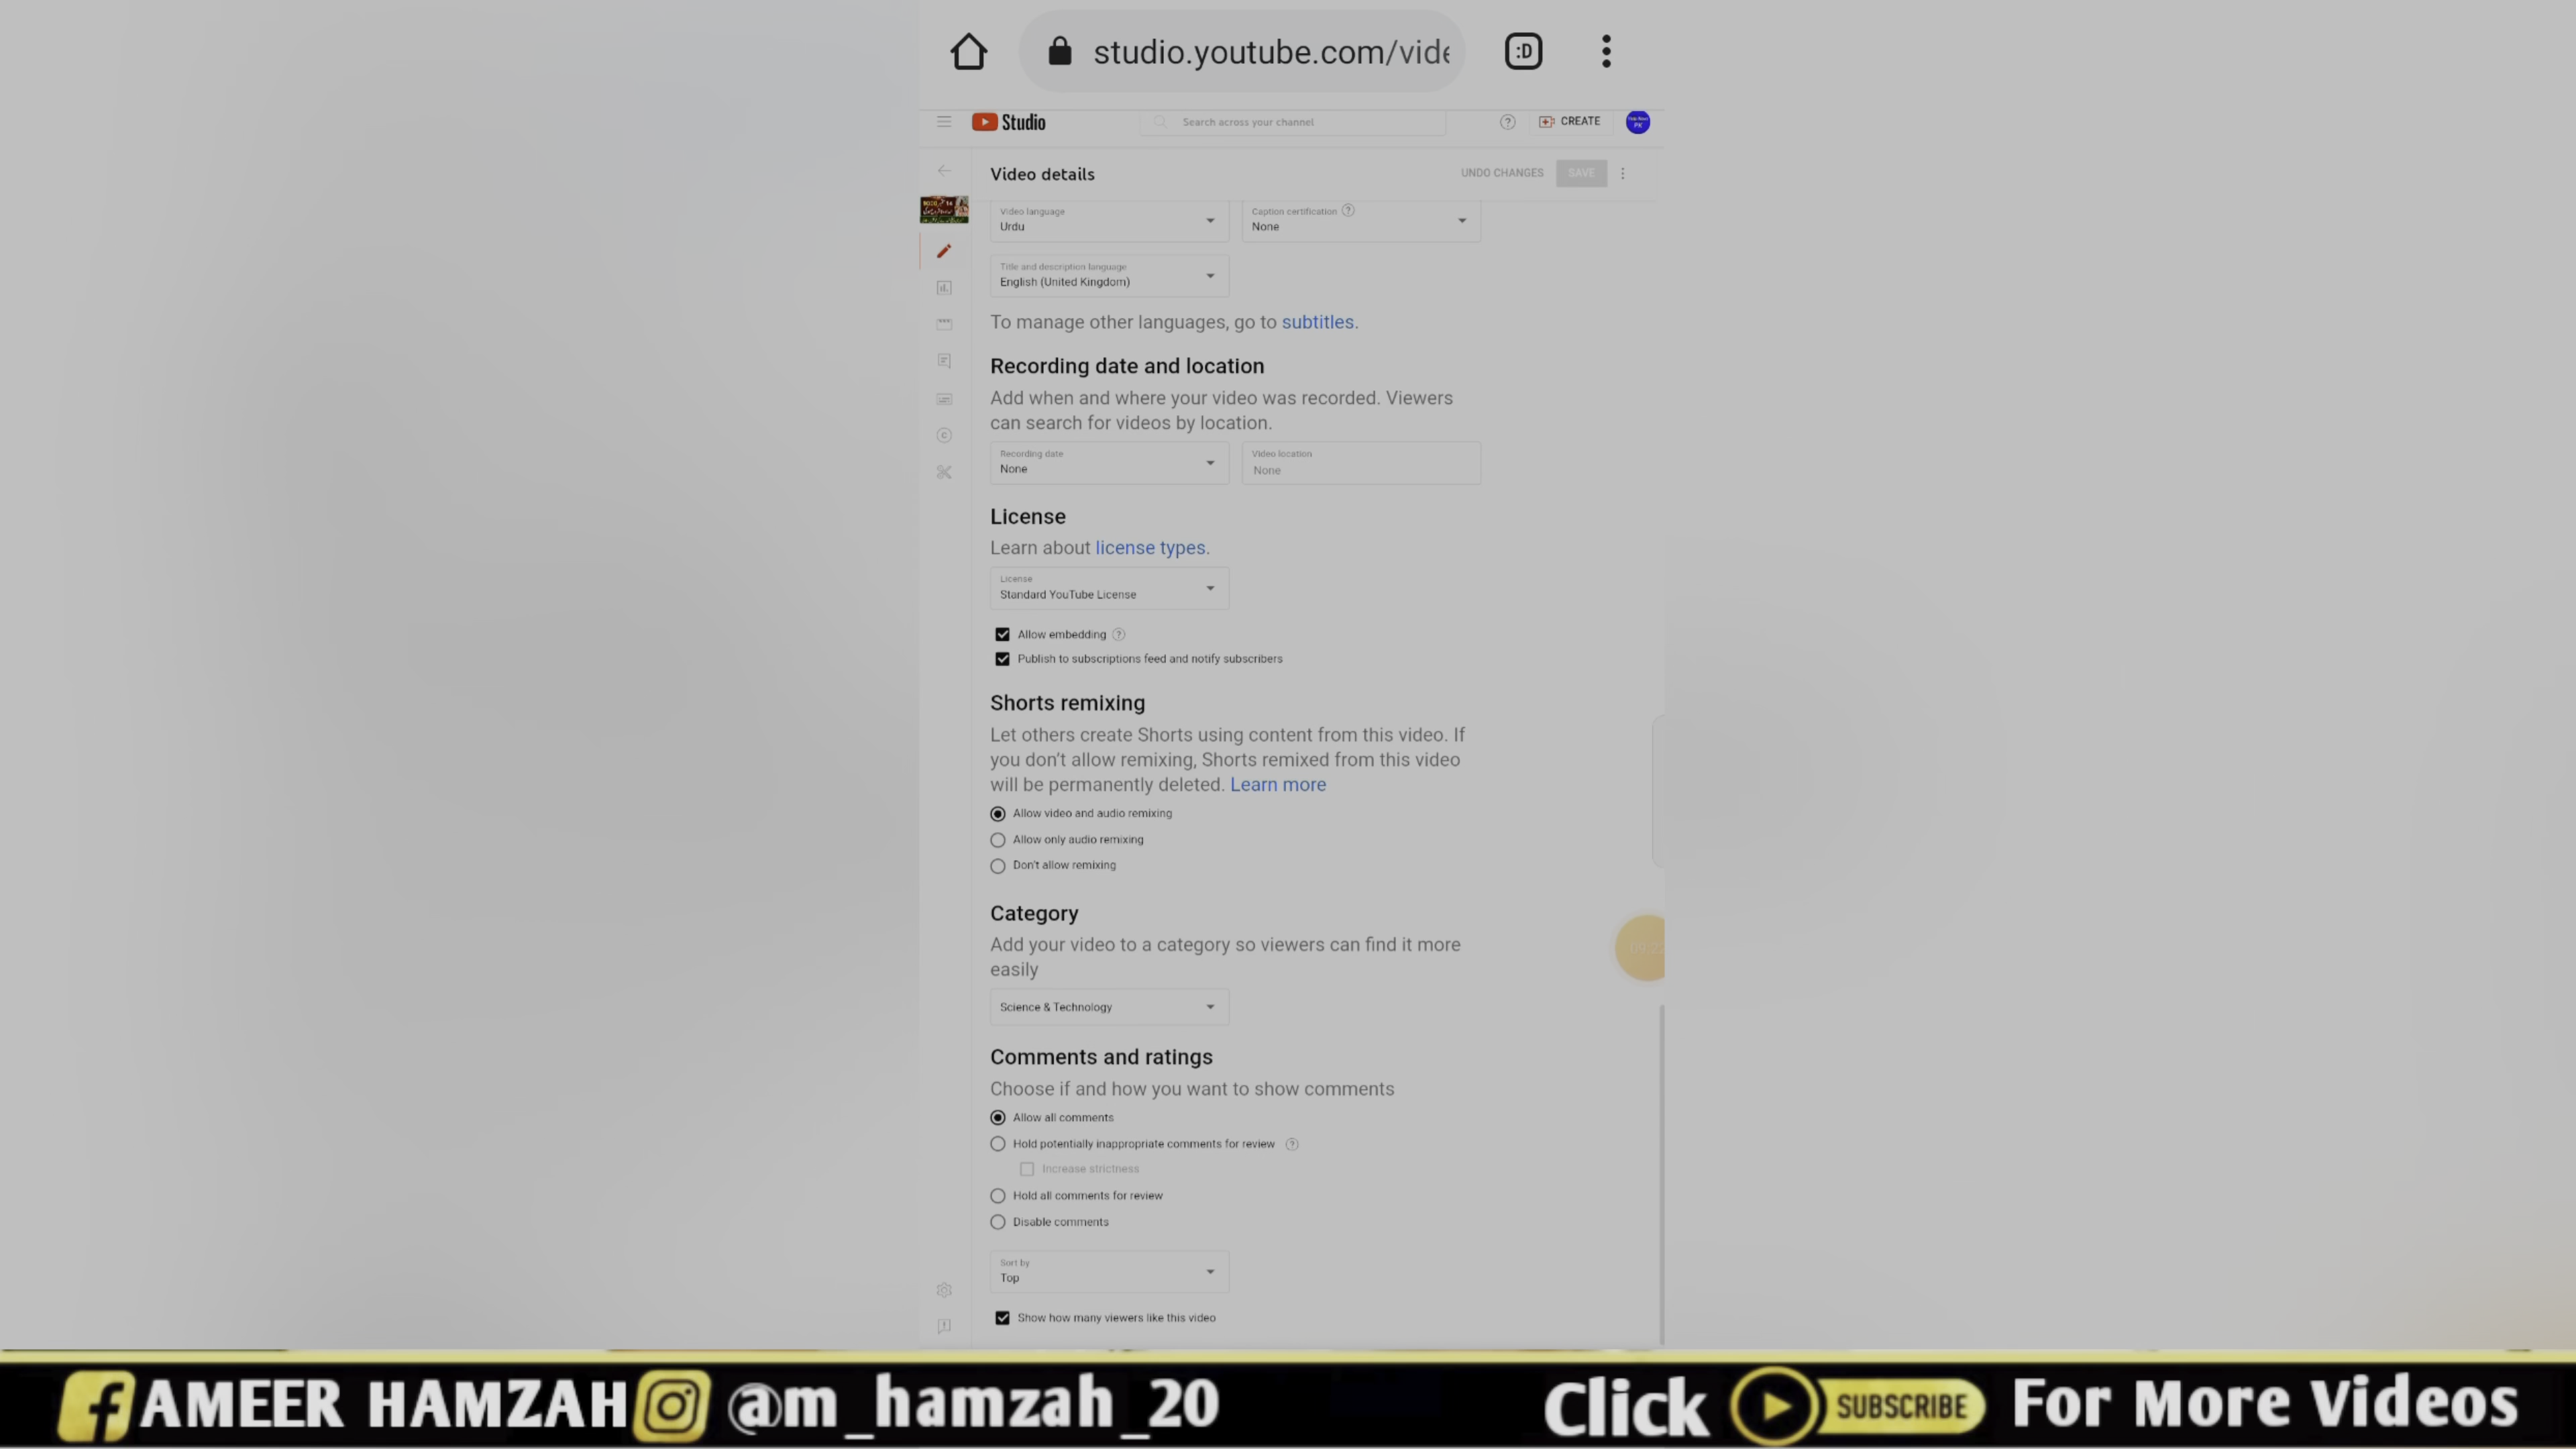 studio.youtube.com/vide
:D
Studio
Search across your channel
CREATE
Video details
UNDO CHANGES
SAVE
Video language
Urdu
Caption certification
None
Title and description language
English (United Kingdom)
To manage other languages, go to subtitles.
Recording date and location
Add when and where your video was recorded. Viewers
can search for videos by location.
Recording date
None
Video location
None
License
Learn about license types.
License
Standard YouTube License
Allow embedding
Publish to subscriptions feed and notify subscribers
Shorts remixing
Let others create Shorts using content from this video. If
you don't allow remixing, Shorts remixed from this video
will be permanently deleted. Learn more
Allow video and audio remixing
Allow only audio remixing
Don't allow remixing
Category
Add your video to a category so viewers can find it more
easily
Science & Technology
Comments and ratings
Choose if and how you want to show comments
Allow all comments
Hold potentially inappropriate comments for review
Increase strictness
Hold all comments for review
Disable comments
Sort by
Top
Show how many viewers like this video
AMEER HAMZAH @m_hamzah_20 Click SUBSCRIBE For More Videos